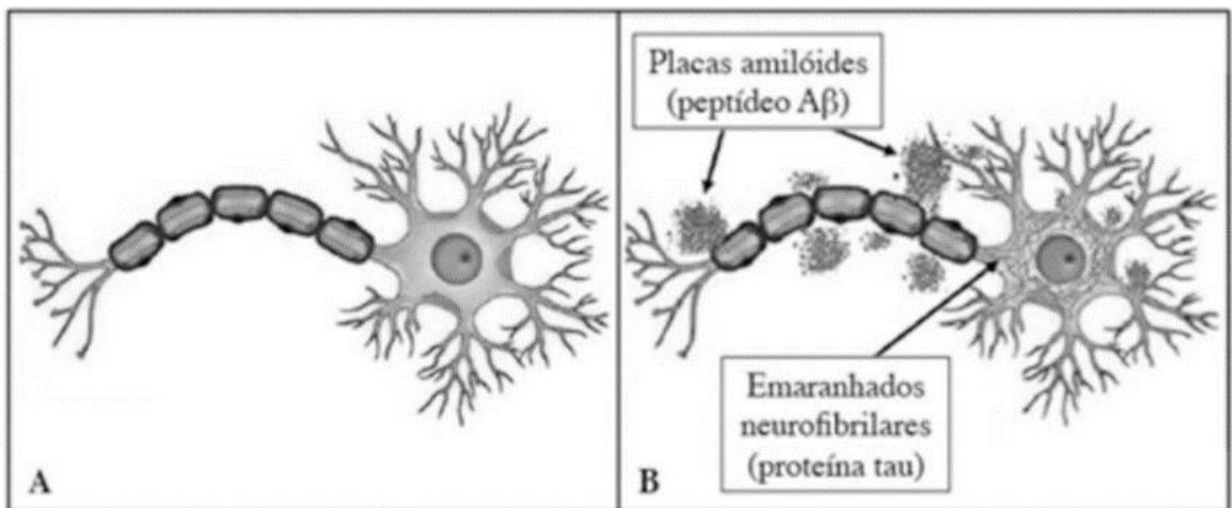 Placas amilóides
(peptídeo Aβ)
Emaranhados
neurofibrilares
(proteína tau)
A
B